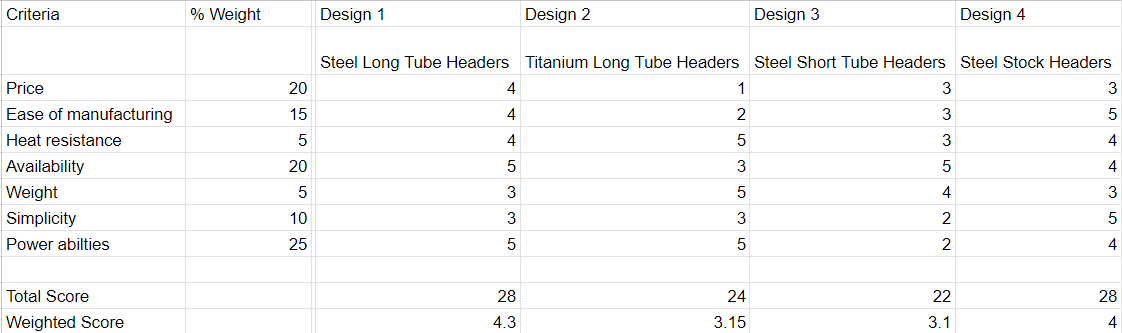 Criteria % Weight Design 1 Design 2 Design 3 Design 4
Steel Long Tube Headers Titanium Long Tube Headers Steel Short Tube Headers Steel Stock Headers
Price 20 4 1 3 3
Ease of manufacturing 15 4 2 3 5
Heat resistance 5 4 5 3 4
Availability 20 5 3 5 4
Weight 5 3 5 4 3
Simplicity 10 3 3 2 5
Power abilties 25 5 5 2 4
Total Score 28 24 22 28
Weighted Score 4.3 3.15 3.1 4